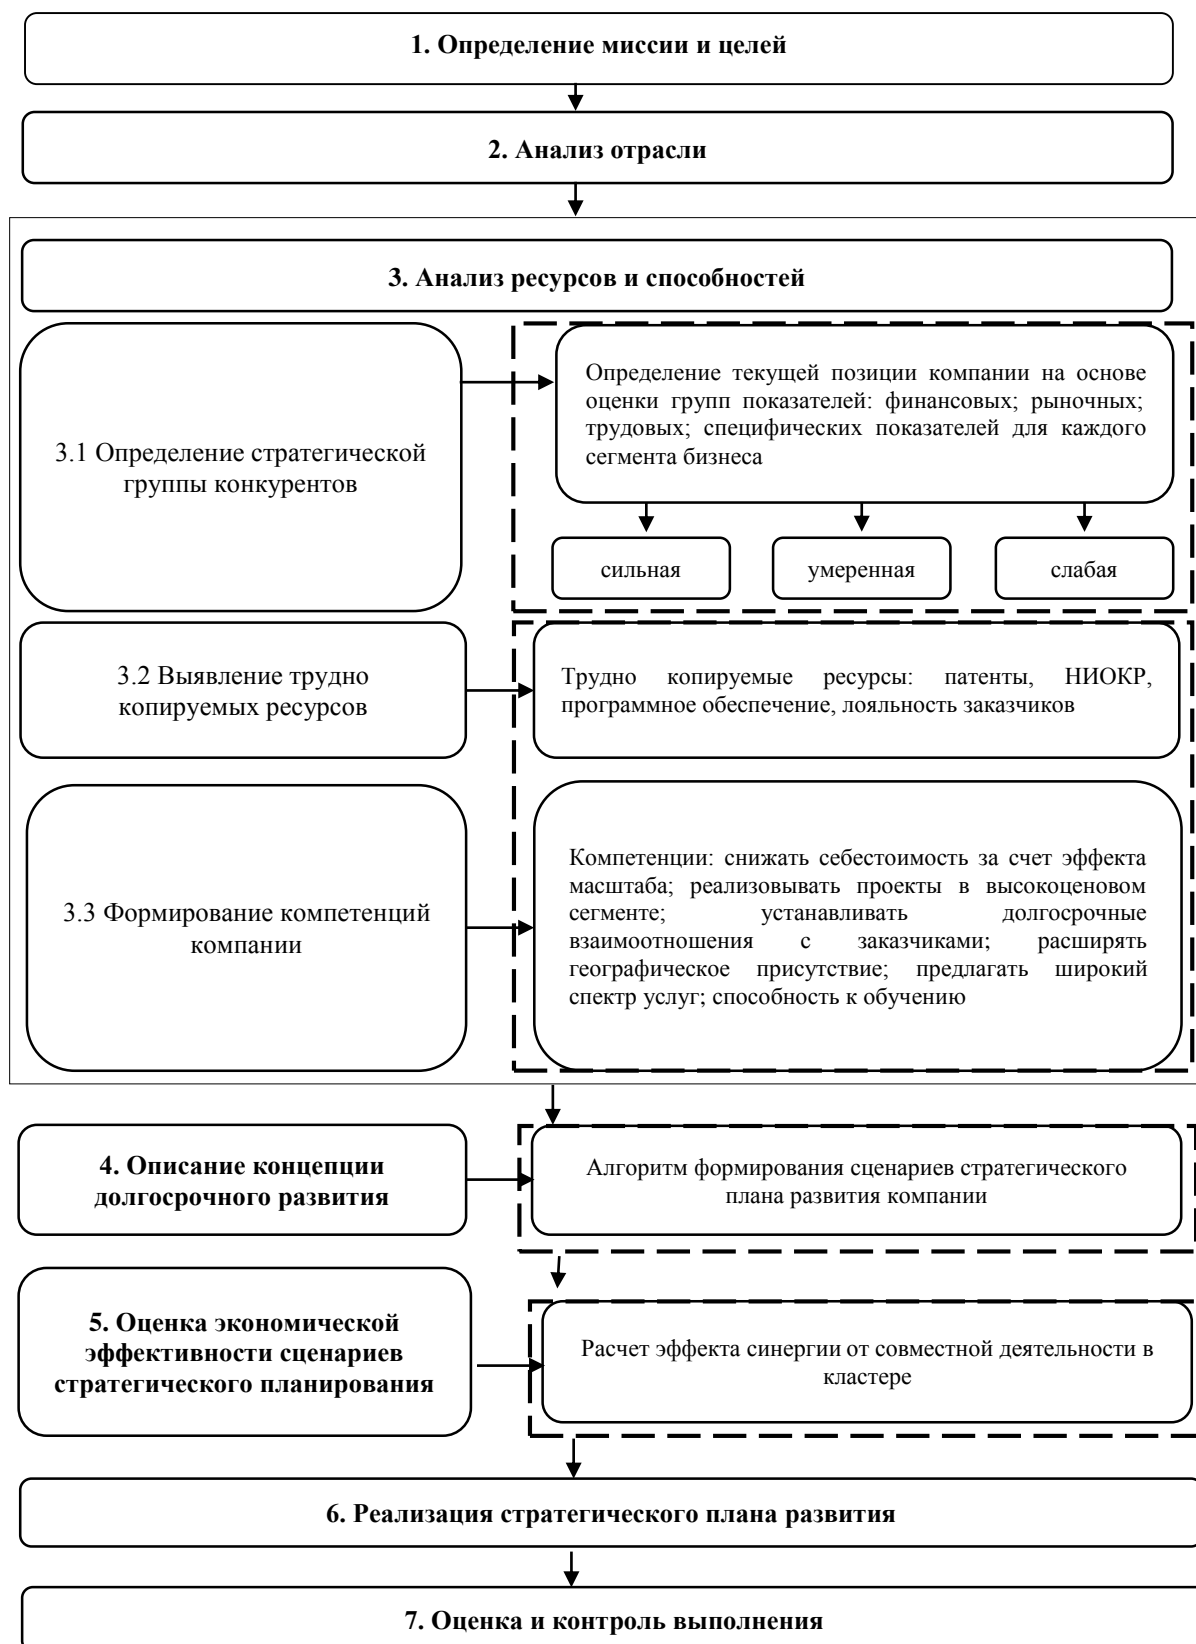 1. Определение миссии и целей
2. Анализ отрасли
3. Анализ ресурсов и способностей
3.1 Определение стратегической
группы конкурентов
Определение текущей позиции компании на основе
оценки групп показателей: финансовых; рыночных;
трудовых; специфических показателей для каждого
сегмента бизнеса
сильная
умеренная
слабая
3.2 Выявление трудно
копируемых ресурсов
Трудно копируемые ресурсы: патенты, НИОКР,
программное обеспечение, лояльность заказчиков
3.3 Формирование компетенций
компании
Компетенции: снижать себестоимость за счет эффекта
масштаба; реализовывать проекты в высокоценовом
сегменте; устанавливать долгосрочные
взаимоотношения с заказчиками; расширять
географическое присутствие; предлагать широкий
спектр услуг; способность к обучению
4. Описание концепции
долгосрочного развития
Алгоритм формирования сценариев стратегического
плана развития компании
5. Оценка экономической
эффективности сценариев
стратегического планирования
Расчет эффекта синергии от совместной деятельности в
кластере
6. Реализация стратегического плана развития
7. Оценка и контроль выполнения